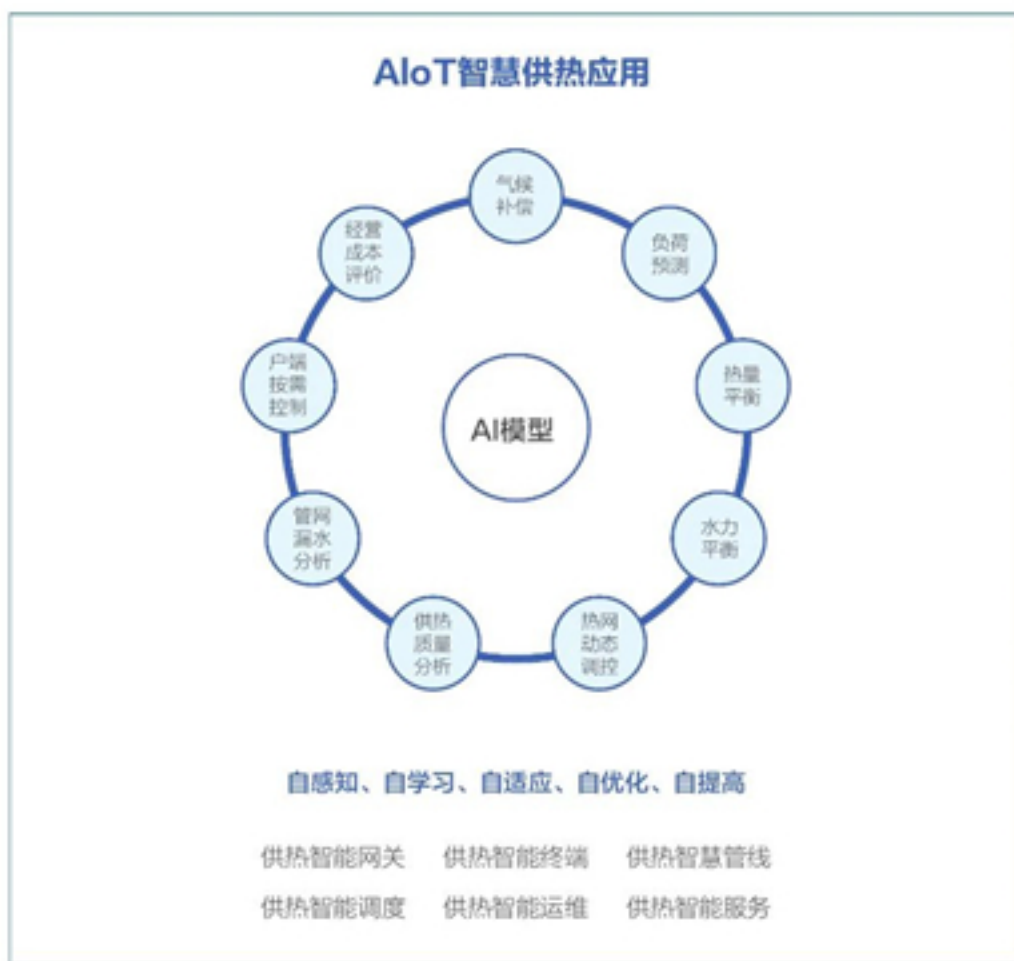 AIoT智慧供热应用
气候
补偿
负荷
预测
热量
平衡
水力
平衡
热网
动态
调控
供热
质量
分析
管网
漏水
分析
户端
按需
控制
经营
成本
评价
AI模型
自感知、自学习、自适应、自优化、自提高
供热智能网关 供热智能终端 供热智慧管线
供热智能调度 供热智能运维 供热智能服务